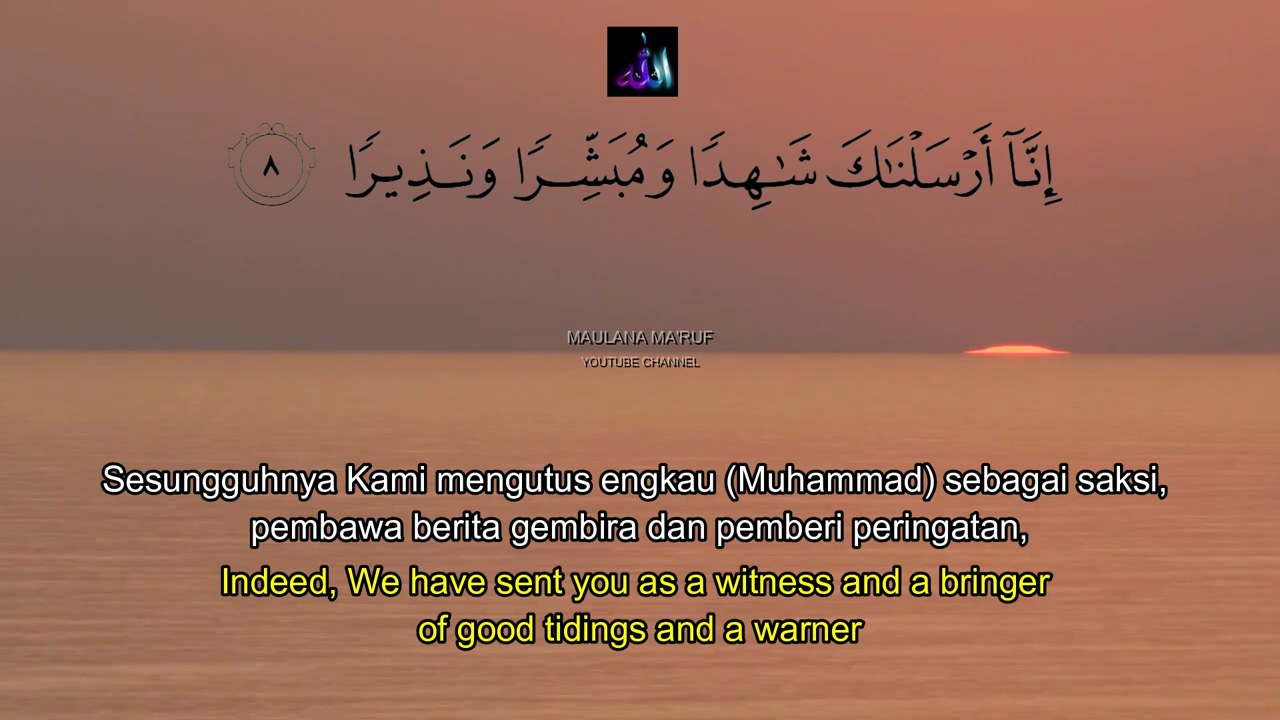 الله
إِنَّآ أَرْسَلْنَٰكَ شَٰهِدًا وَمُبَشِّرًا وَنَذِيرًا ٨
MAULANA MA'RUF
YOUTUBE CHANNEL
Sesungguhnya Kami mengutus engkau (Muhammad) sebagai saksi,
pembawa berita gembira dan pemberi peringatan,
Indeed, We have sent you as a witness and a bringer
of good tidings and a warner